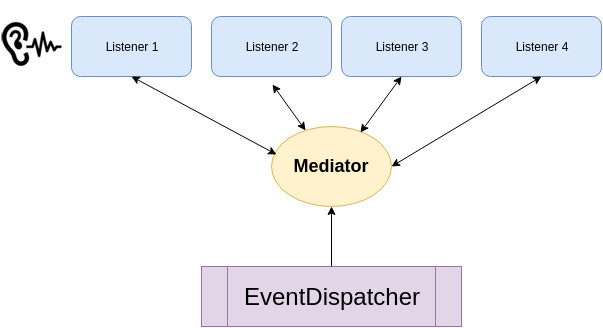 Listener 1
Listener 2
Listener 3
Listener 4
Mediator
EventDispatcher